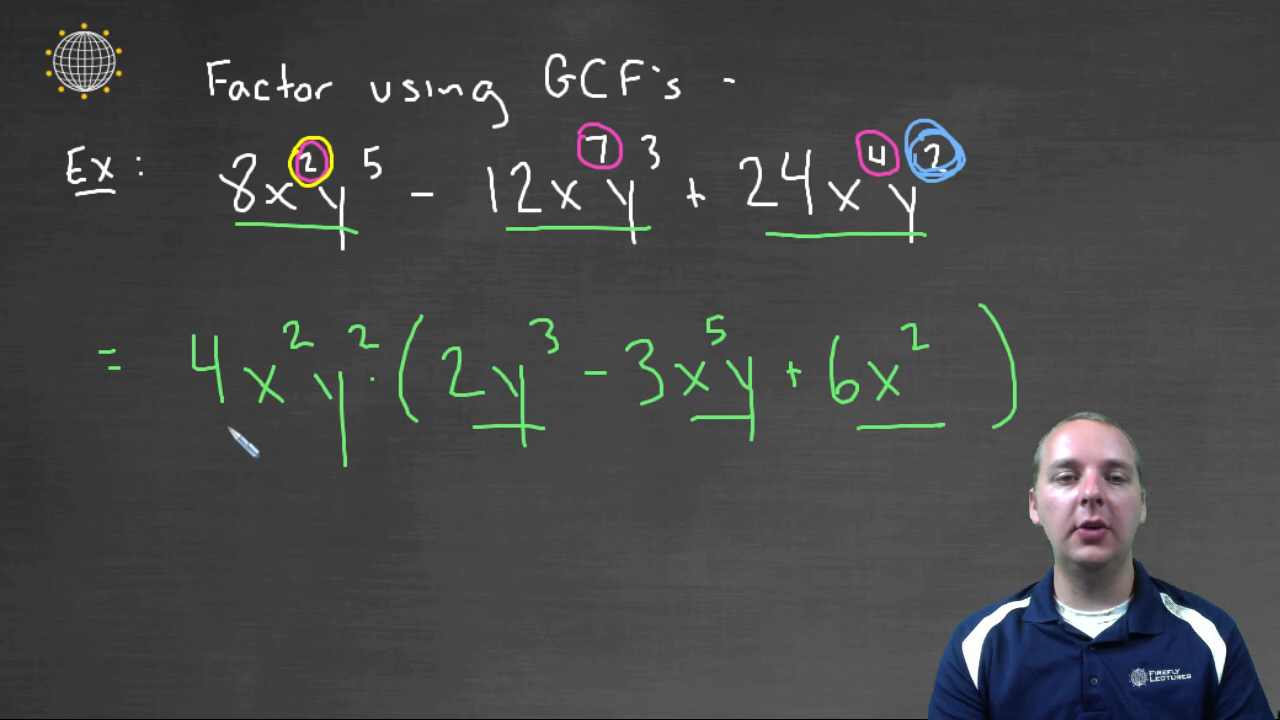 Factor using GCF's -
Ex: 8x²y⁵ - 12x⁷y³ + 24x⁴y²
= 4x²y² · (2y³ - 3x⁵y + 6x²)
FIREFLY
LECTURES